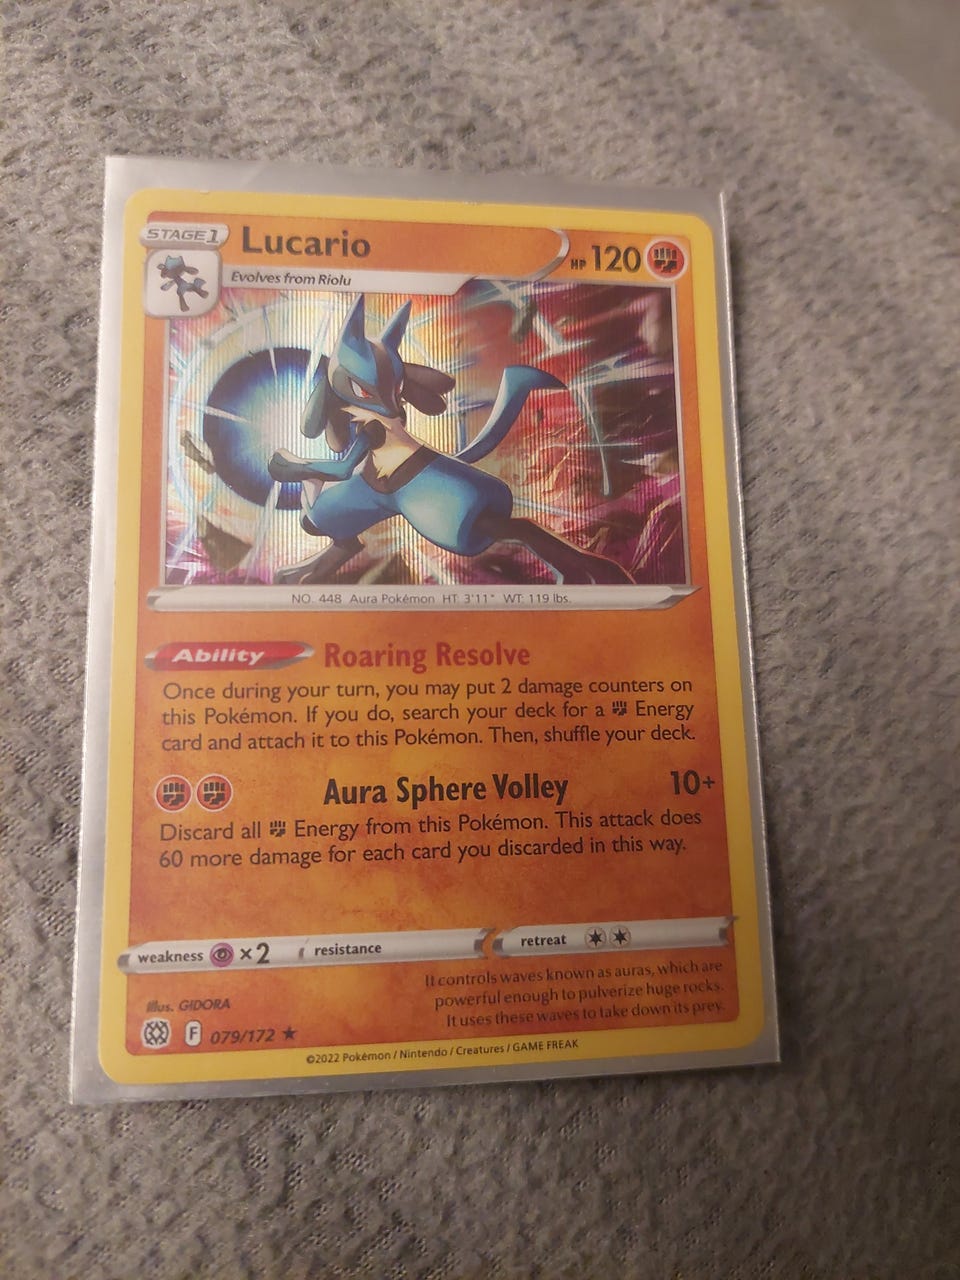 STAGE 1 Lucario HP 120
Evolves from Riolu
NO. 448 Aura Pokémon HT: 3'11" WT: 119 lbs.
Ability Roaring Resolve
Once during your turn, you may put 2 damage counters on
this Pokémon. If you do, search your deck for a Energy
card and attach it to this Pokémon. Then, shuffle your deck.
Aura Sphere Volley 10+
Discard all Energy from this Pokémon. This attack does
60 more damage for each card you discarded in this way.
weakness ×2 resistance retreat
It controls waves known as auras, which are
powerful enough to pulverize huge rocks.
It uses these waves to take down its prey.
Illus. GIDORA
F 079/172 ★
©2022 Pokémon / Nintendo / Creatures / GAME FREAK